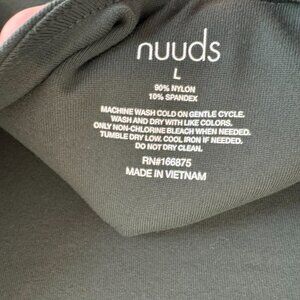 nuuds
L
90% NYLON
10% SPANDEX
MACHINE WASH COLD ON GENTLE CYCLE.
WASH AND DRY WITH LIKE COLORS.
ONLY NON-CHLORINE BLEACH WHEN NEEDED.
TUMBLE DRY LOW. COOL IRON IF NEEDED.
DO NOT DRY CLEAN.
RN#166875
MADE IN VIETNAM